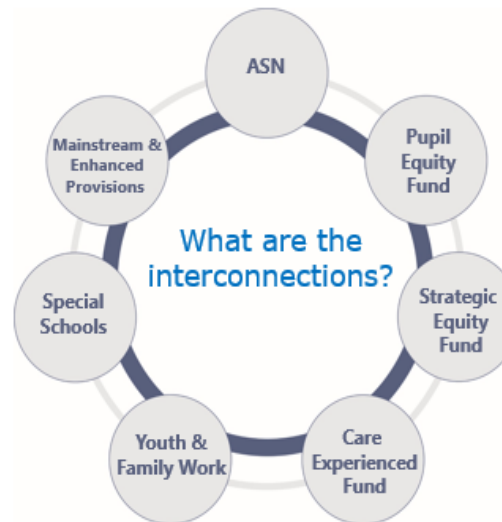 ASN
Pupil
Equity
Fund
Strategic
Equity
Fund
Care
Experienced
Fund
Youth &
Family Work
Special
Schools
Mainstream &
Enhanced
Provisions
What are the
interconnections?